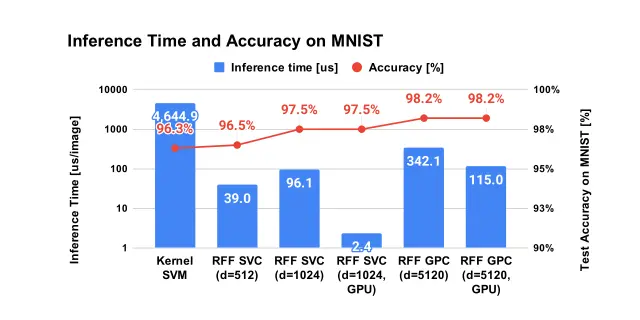 Inference Time and Accuracy on MNIST
Inference time [us] Accuracy [%]
Inference Time [us/image]
10000
1000
100
10
1
4,644.9
39.0
96.1
2.4
342.1
115.0
96.3%
96.5%
97.5%
97.5%
98.2%
98.2%
100%
98%
95%
93%
90%
Test Accuracy on MNIST [%]
Kernel
SVM
RFF SVC
(d=512)
RFF SVC
(d=1024)
RFF SVC
(d=1024,
GPU)
RFF GPC
(d=5120)
RFF GPC
(d=5120,
GPU)